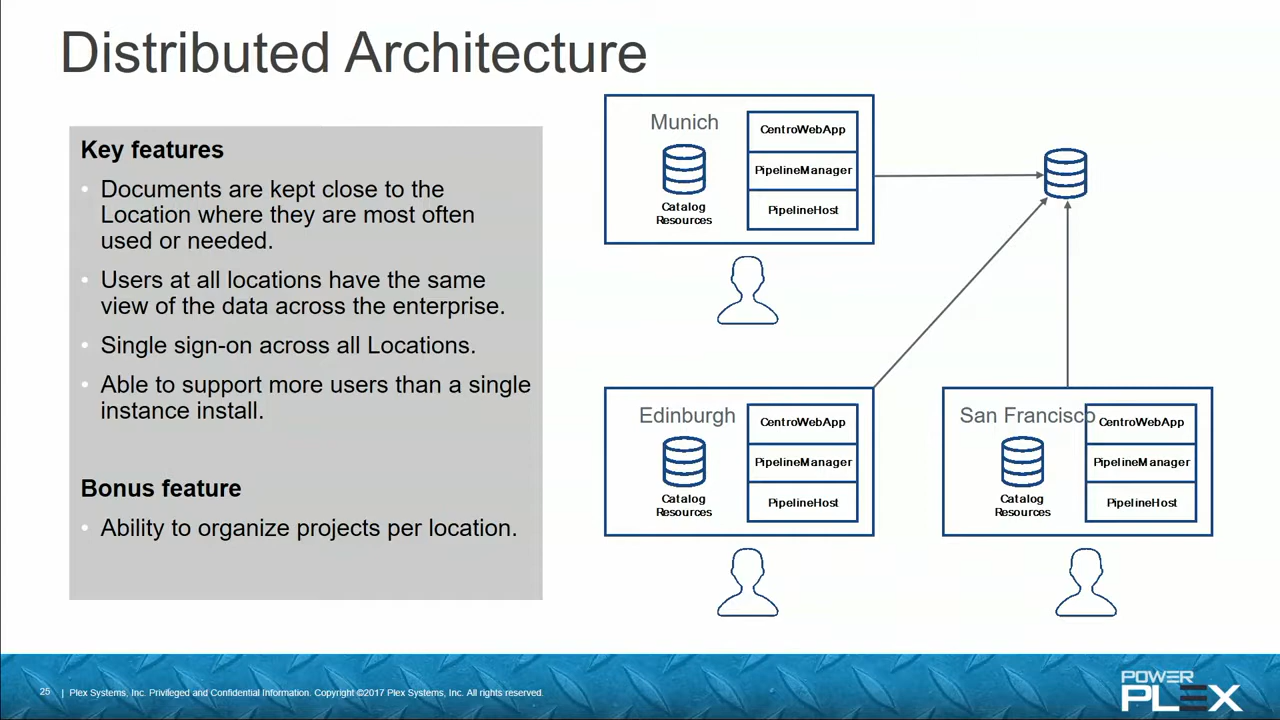 Distributed Architecture
Key features
Documents are kept close to the
Location where they are most often
used or needed.
Users at all locations have the same
view of the data across the enterprise.
Single sign-on across all Locations.
Able to support more users than a single
instance install.
Bonus feature
Ability to organize projects per location.
Munich
Catalog
Resources
CentroWebApp
PipelineManager
PipelineHost
Edinburgh
Catalog
Resources
CentroWebApp
PipelineManager
PipelineHost
San Francisco
Catalog
Resources
CentroWebApp
PipelineManager
PipelineHost
25 | Plex Systems, Inc. Privileged and Confidential Information. Copyright ©2017 Plex Systems, Inc. All rights reserved.
POWER
PLEX